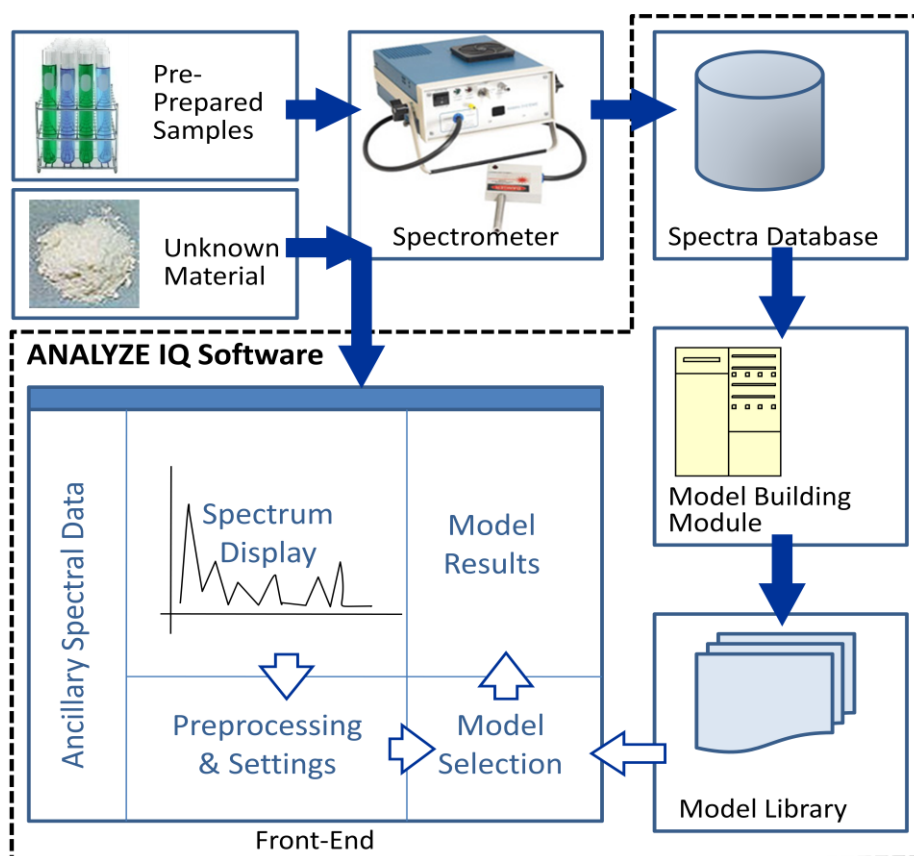 Pre-
Prepared
Samples
Spectrometer
Spectra Database
Unknown
Material
ANALYZE IQ Software
Ancillary Spectral Data
Spectrum
Display
Model
Results
Preprocessing
& Settings
Model
Selection
Front-End
Model Building
Module
Model Library